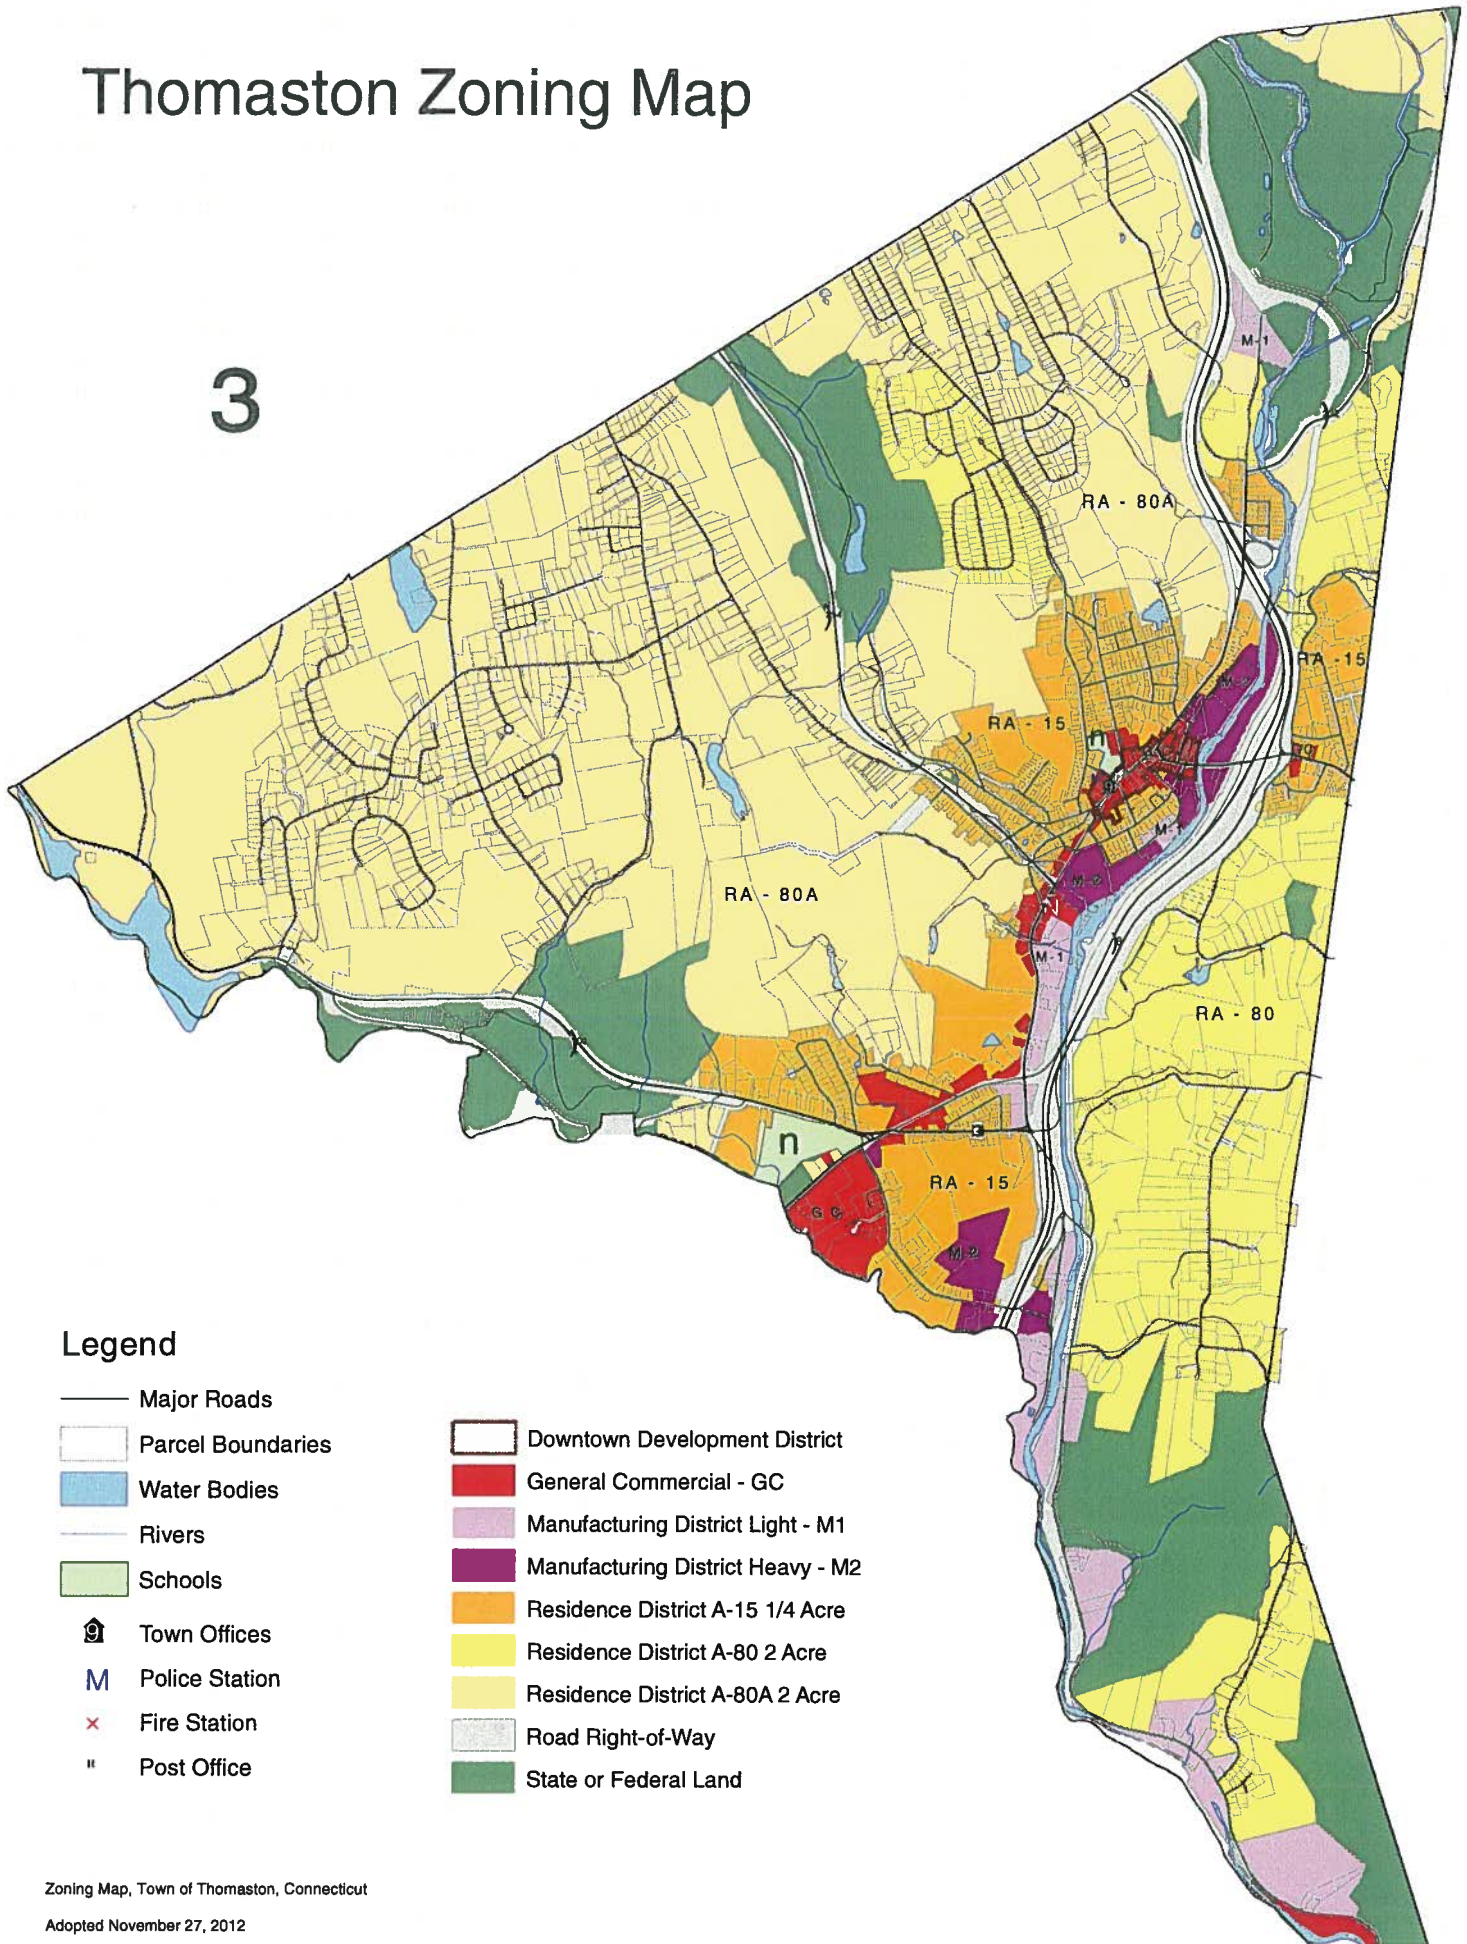 Thomaston Zoning Map
3
M-1
RA - 80A
RA - 15
RA - 15
n
M-2
GC
M-1
M-2
RA - 80A
M-1
RA - 80
n
RA - 15
G C
M-2
Legend
Major Roads
Parcel Boundaries
Water Bodies
Rivers
Schools
9 Town Offices
M Police Station
Fire Station
" Post Office
Downtown Development District
General Commercial - GC
Manufacturing District Light - M1
Manufacturing District Heavy - M2
Residence District A-15 1/4 Acre
Residence District A-80 2 Acre
Residence District A-80A 2 Acre
Road Right-of-Way
State or Federal Land
Zoning Map, Town of Thomaston, Connecticut
Adopted November 27, 2012